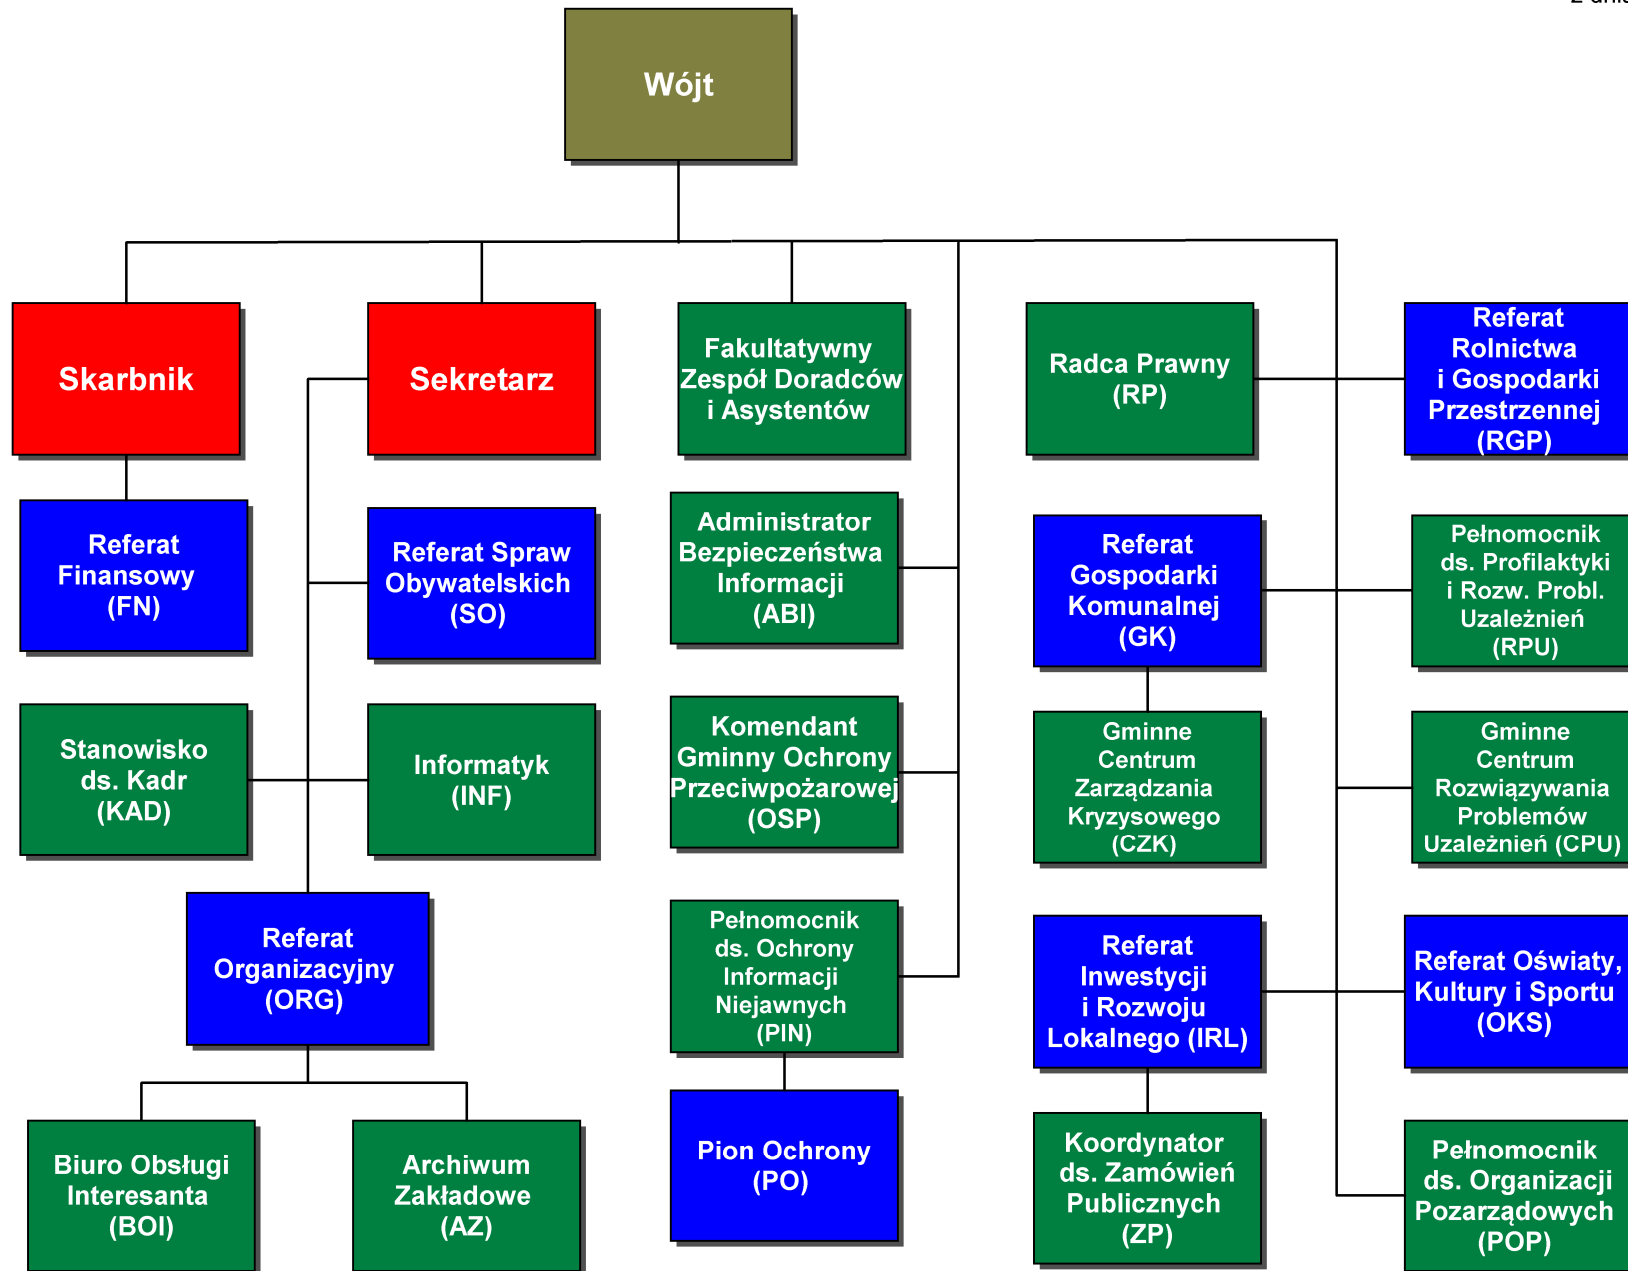 z dnia
Wójt
Skarbnik
Sekretarz
Fakultatywny
Zespół Doradców
i Asystentów
Radca Prawny
(RP)
Referat
Rolnictwa
i Gospodarki
Przestrzennej
(RGP)
Referat
Finansowy
(FN)
Referat Spraw
Obywatelskich
(SO)
Administrator
Bezpieczeństwa
Informacji
(ABI)
Referat
Gospodarki
Komunalnej
(GK)
Pełnomocnik
ds. Profilaktyki
i Rozw. Probl.
Uzależnień
(RPU)
Stanowisko
ds. Kadr
(KAD)
Informatyk
(INF)
Komendant
Gminny Ochrony
Przeciwpożarowej
(OSP)
Gminne
Centrum
Zarządzania
Kryzysowego
(CZK)
Gminne
Centrum
Rozwiązywania
Problemów
Uzależnień (CPU)
Referat
Organizacyjny
(ORG)
Pełnomocnik
ds. Ochrony
Informacji
Niejawnych
(PIN)
Referat
Inwestycji
i Rozwoju
Lokalnego (IRL)
Referat Oświaty,
Kultury i Sportu
(OKS)
Biuro Obsługi
Interesanta
(BOI)
Archiwum
Zakładowe
(AZ)
Pion Ochrony
(PO)
Koordynator
ds. Zamówień
Publicznych
(ZP)
Pełnomocnik
ds. Organizacji
Pozarządowych
(POP)